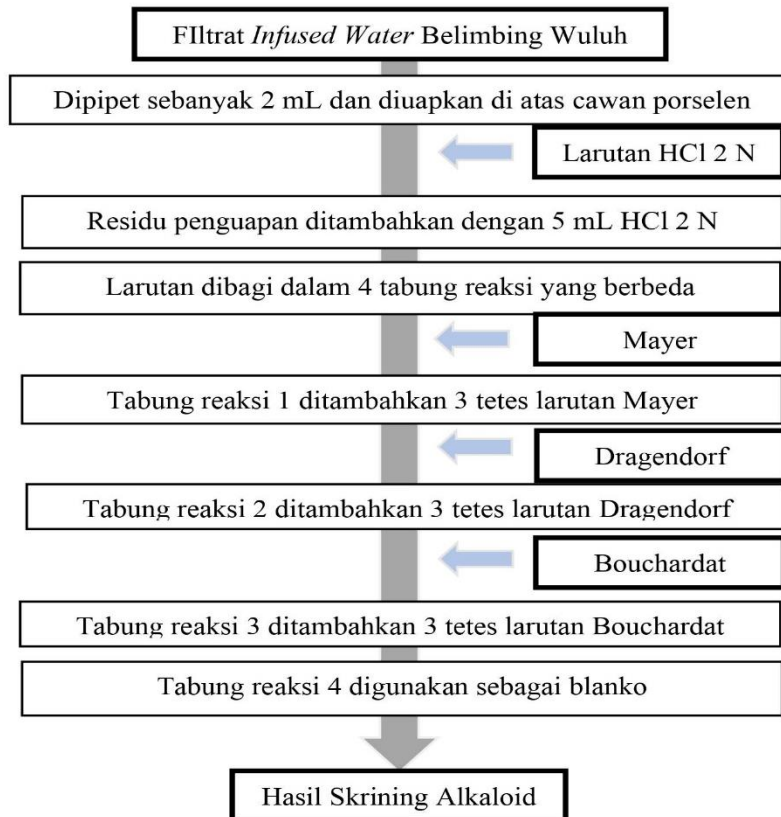 FIltrat Infused Water Belimbing Wuluh
Dipipet sebanyak 2 mL dan diuapkan di atas cawan porselen
Larutan HCl 2 N
Residu penguapan ditambahkan dengan 5 mL HCl 2 N
Larutan dibagi dalam 4 tabung reaksi yang berbeda
Mayer
Tabung reaksi 1 ditambahkan 3 tetes larutan Mayer
Dragendorf
Tabung reaksi 2 ditambahkan 3 tetes larutan Dragendorf
Bouchardat
Tabung reaksi 3 ditambahkan 3 tetes larutan Bouchardat
Tabung reaksi 4 digunakan sebagai blanko
Hasil Skrining Alkaloid